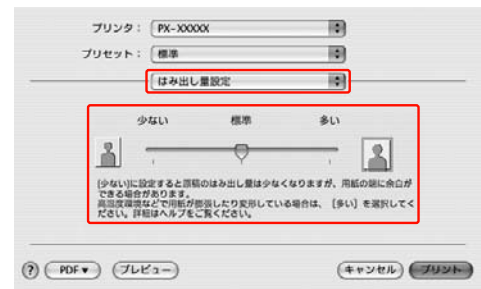 プリンタ： PX-XXXXX
プリセット： 標準
はみ出し量設定
少ない 標準 多い
[少ない]に設定すると原稿のはみ出し量は少なくなりますが、用紙の端に余白が
できる場合があります。
高湿度環境などで用紙が膨張したり変形している場合は、［多い］を選択してく
ださい。詳細はヘルプをご覧ください。
? PDF▼ プレビュー キャンセル プリント